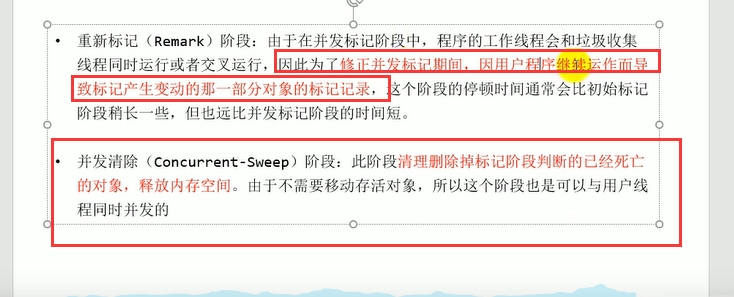 • 重新标记（Remark）阶段：由于在并发标记阶段中，程序的工作线程会和垃圾收集
线程同时运行或者交叉运行，因此为了修正并发标记期间，因用户程序继续运作而导
致标记产生变动的那一部分对象的标记记录，这个阶段的停顿时间通常会比初始标记
阶段稍长一些，但也远比并发标记阶段的时间短。
• 并发清除（Concurrent-Sweep）阶段：此阶段清理删除掉标记阶段判断的已经死亡
的对象，释放内存空间。由于不需要移动存活对象，所以这个阶段也是可以与用户线
程同时并发的